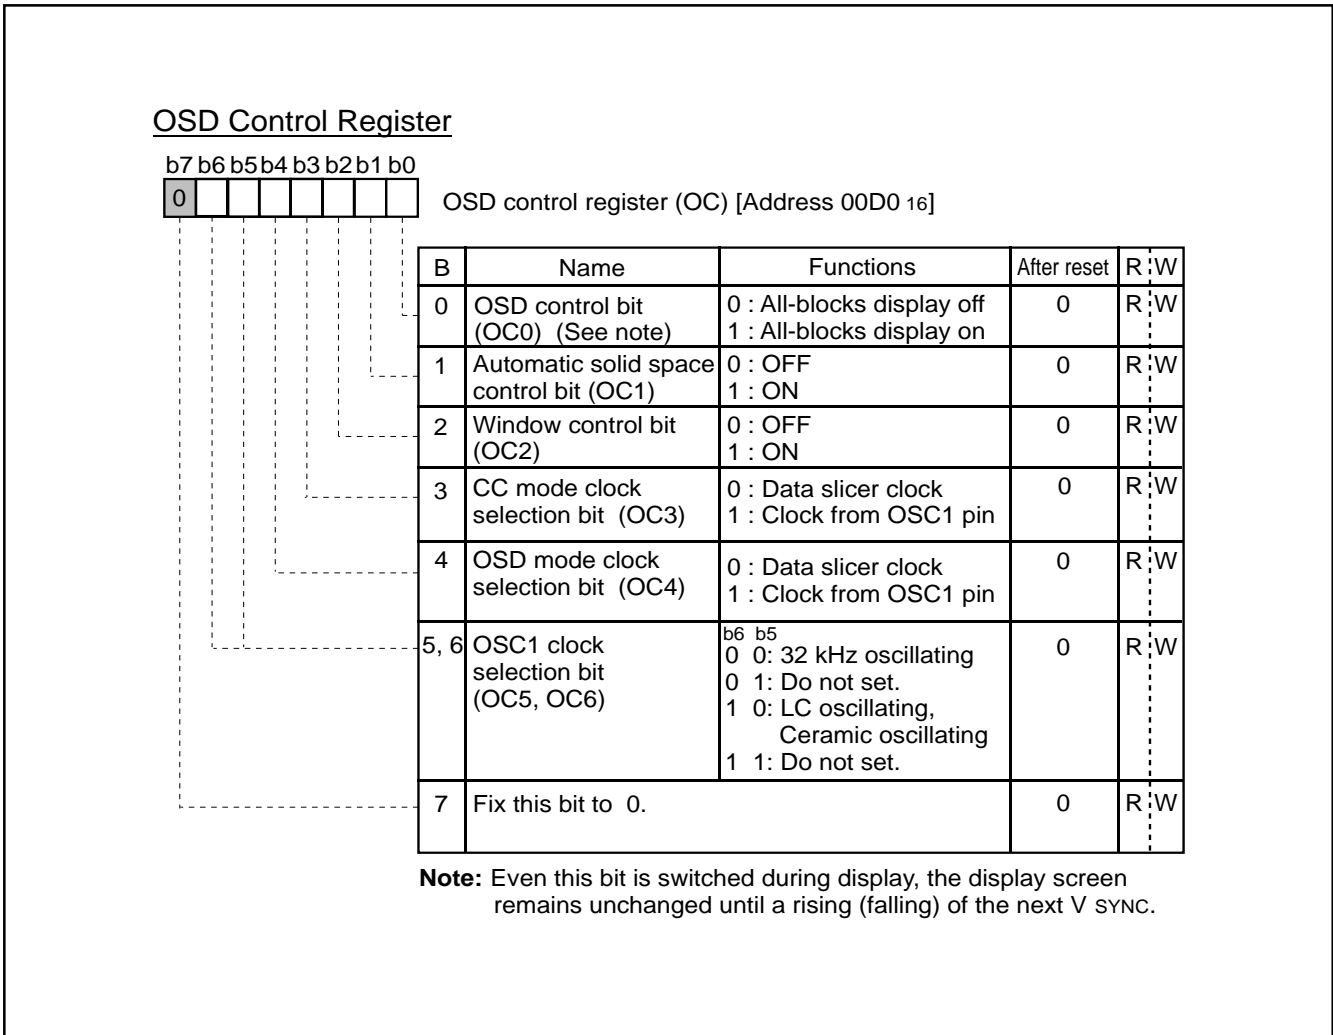 OSD Control Register
b7 b6 b5 b4 b3 b2 b1 b0
0
OSD control register (OC) [Address 00D0 16]
B Name Functions After reset R W
0 OSD control bit 0 : All-blocks display off 0 R W
(OC0) (See note) 1 : All-blocks display on
1 Automatic solid space 0 : OFF 0 R W
control bit (OC1) 1 : ON
2 Window control bit 0 : OFF 0 R W
(OC2) 1 : ON
3 CC mode clock 0 : Data slicer clock 0 R W
selection bit (OC3) 1 : Clock from OSC1 pin
4 OSD mode clock 0 : Data slicer clock 0 R W
selection bit (OC4) 1 : Clock from OSC1 pin
b6 b5
5, 6 OSC1 clock 0 0: 32 kHz oscillating 0 R W
selection bit 0 1: Do not set.
(OC5, OC6) 1 0: LC oscillating,
Ceramic oscillating
1 1: Do not set.
7 Fix this bit to 0. 0 R W
Note: Even this bit is switched during display, the display screen
remains unchanged until a rising (falling) of the next V SYNC.